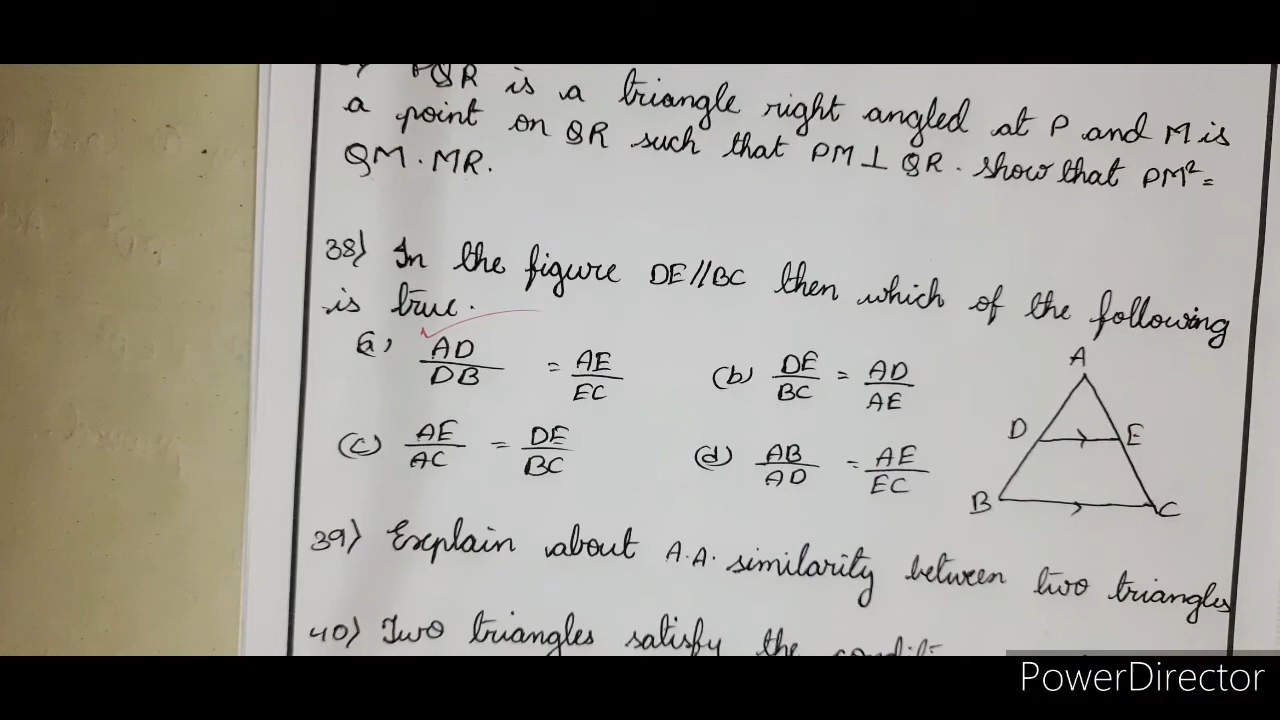 PQR is a triangle right angled at P and M is
a point on QR such that PM ⊥ QR. show that PM² =
QM . MR.
38) In the figure DE//BC then which of the following
is true.
a) AD/DB = AE/EC (b) DE/BC = AD/AE
(c) AE/AC = DE/BC (d) AB/AD = AE/EC
A
D E
B C
39) Explain about A.A. similarity between two triangles
40) Two triangles satisfy the
PowerDirector